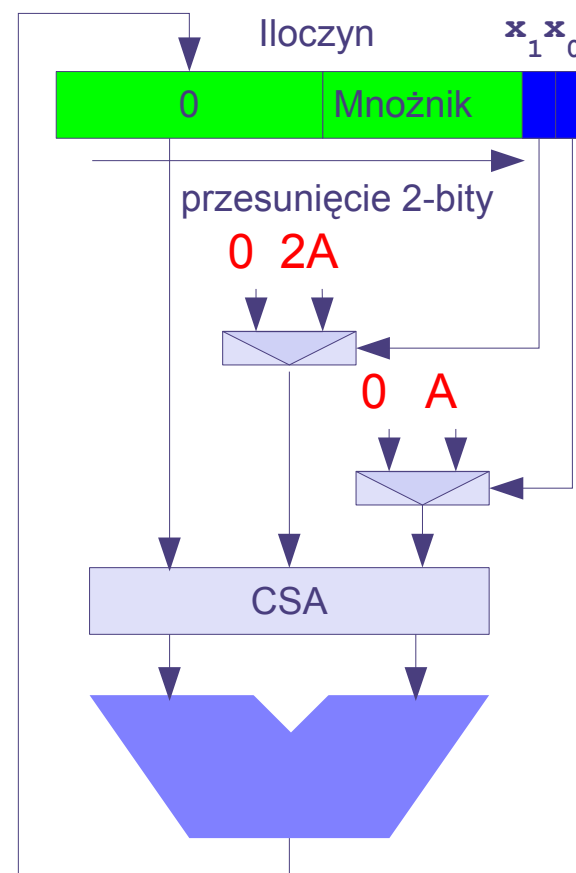 Iloczyn x₁x₀
0 Mnożnik
przesunięcie 2-bity
0 2A
0 A
CSA